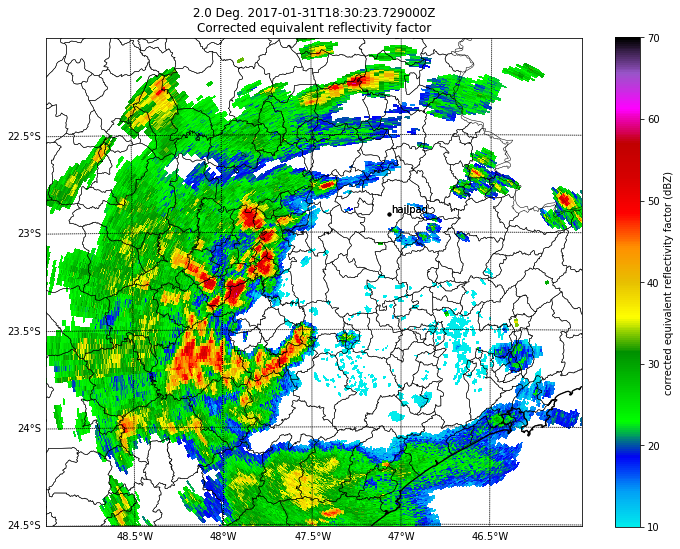 2.0 Deg. 2017-01-31T18:30:23.729000Z
Corrected equivalent reflectivity factor
70
60
50
40
30
20
10
corrected equivalent reflectivity factor (dBZ)
hailpad
22.5°S
23°S
23.5°S
24°S
24.5°S
48.5°W
48°W
47.5°W
47°W
46.5°W